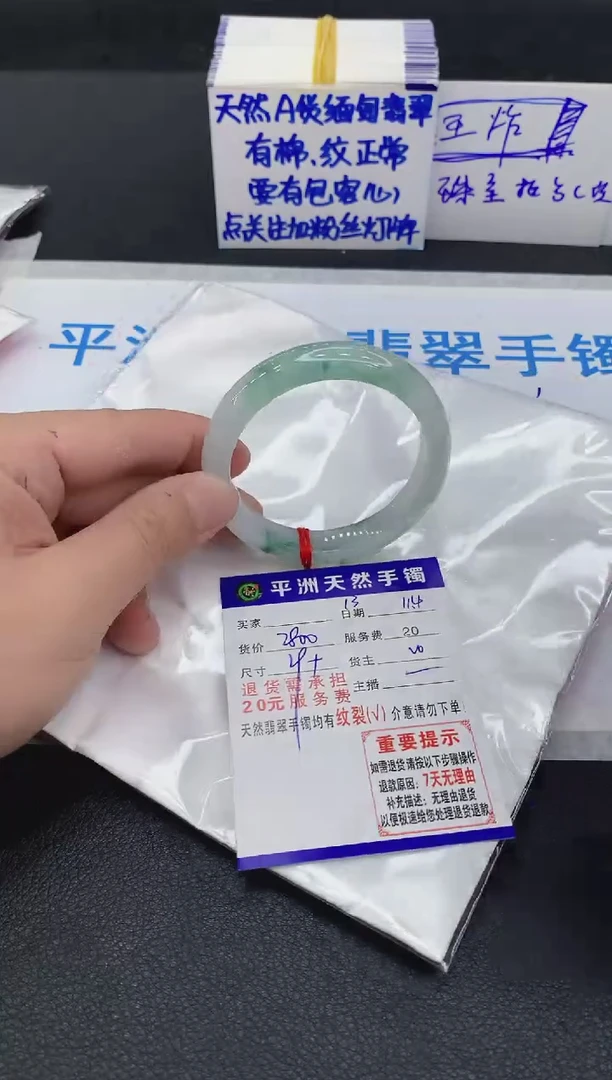 天然A货缅甸翡翠
有棉、纹正常
要有包容心)
点关注加粉丝灯牌
王炸
平洲 翡翠手镯
平洲天然手镯
买家 13 日期 11.4
货价 2800 服务费 20
尺寸 货主
退货需承担 主播
20元服务费
天然翡翠手镯均有纹裂(√) 介意请勿下单
重要提示
如需退货请按以下步骤操作
退款原因:7天无理由
补充描述:无理由退货
以便极速给您处理退货退款